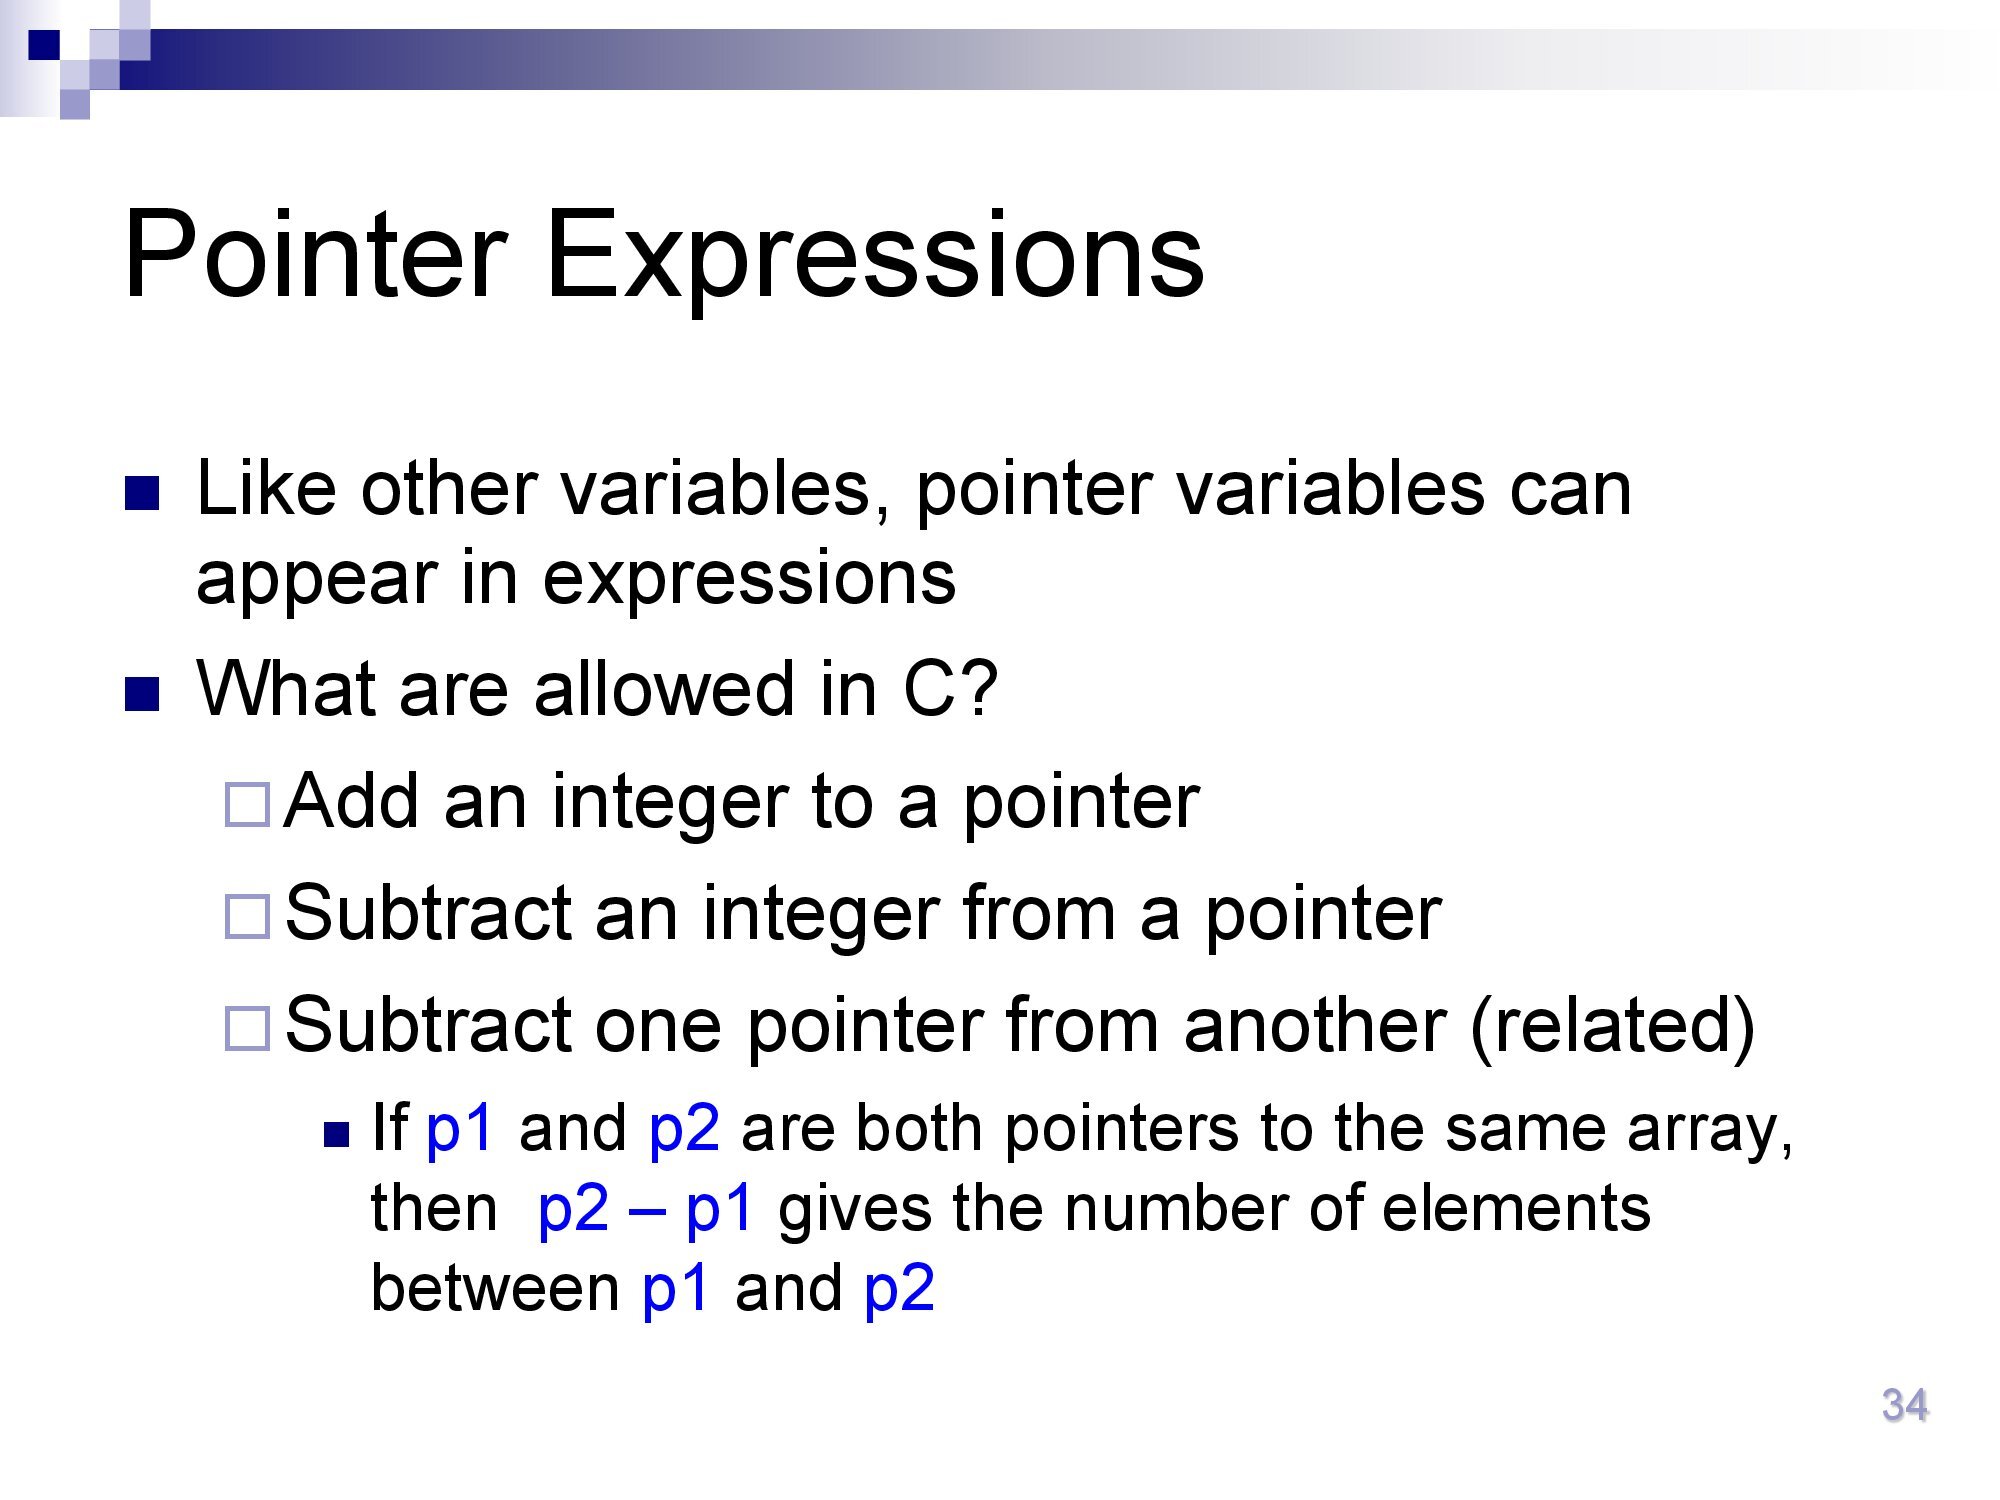 Pointer Expressions
Like other variables, pointer variables can
appear in expressions
What are allowed in C?
Add an integer to a pointer
Subtract an integer from a pointer
Subtract one pointer from another (related)
If p1 and p2 are both pointers to the same array,
then p2 – p1 gives the number of elements
between p1 and p2
34